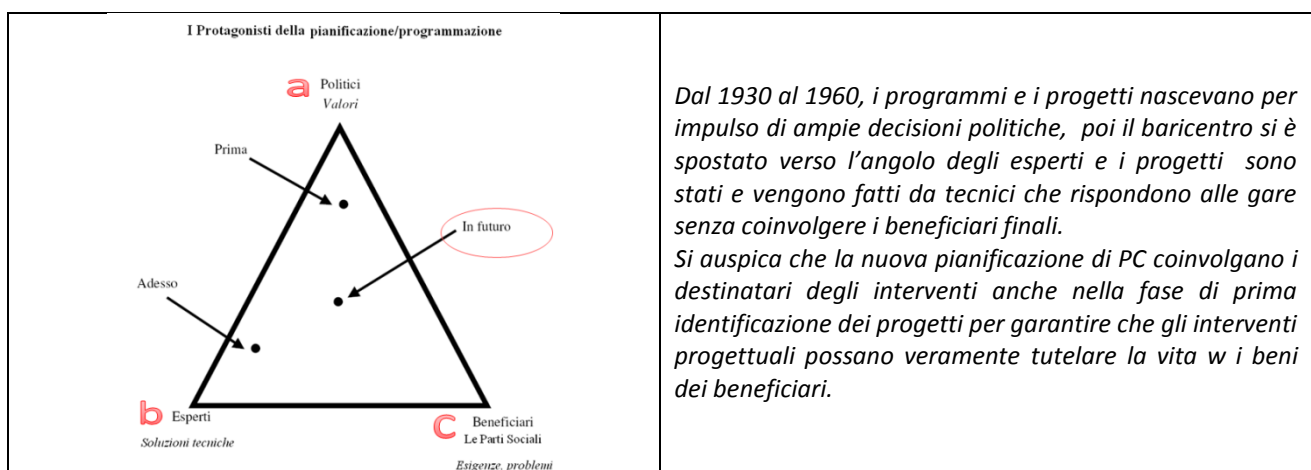 I Protagonisti della pianificazione/programmazione
a Politici
Valori
Prima
In futuro
Adesso
b Esperti
Soluzioni tecniche
c Beneficiari
Le Parti Sociali
Esigenze, problemi
Dal 1930 al 1960, i programmi e i progetti nascevano per
impulso di ampie decisioni politiche, poi il baricentro si è
spostato verso l'angolo degli esperti e i progetti sono
stati e vengono fatti da tecnici che rispondono alle gare
senza coinvolgere i beneficiari finali.
Si auspica che la nuova pianificazione di PC coinvolgano i
destinatari degli interventi anche nella fase di prima
identificazione dei progetti per garantire che gli interventi
progettuali possano veramente tutelare la vita w i beni
dei beneficiari.